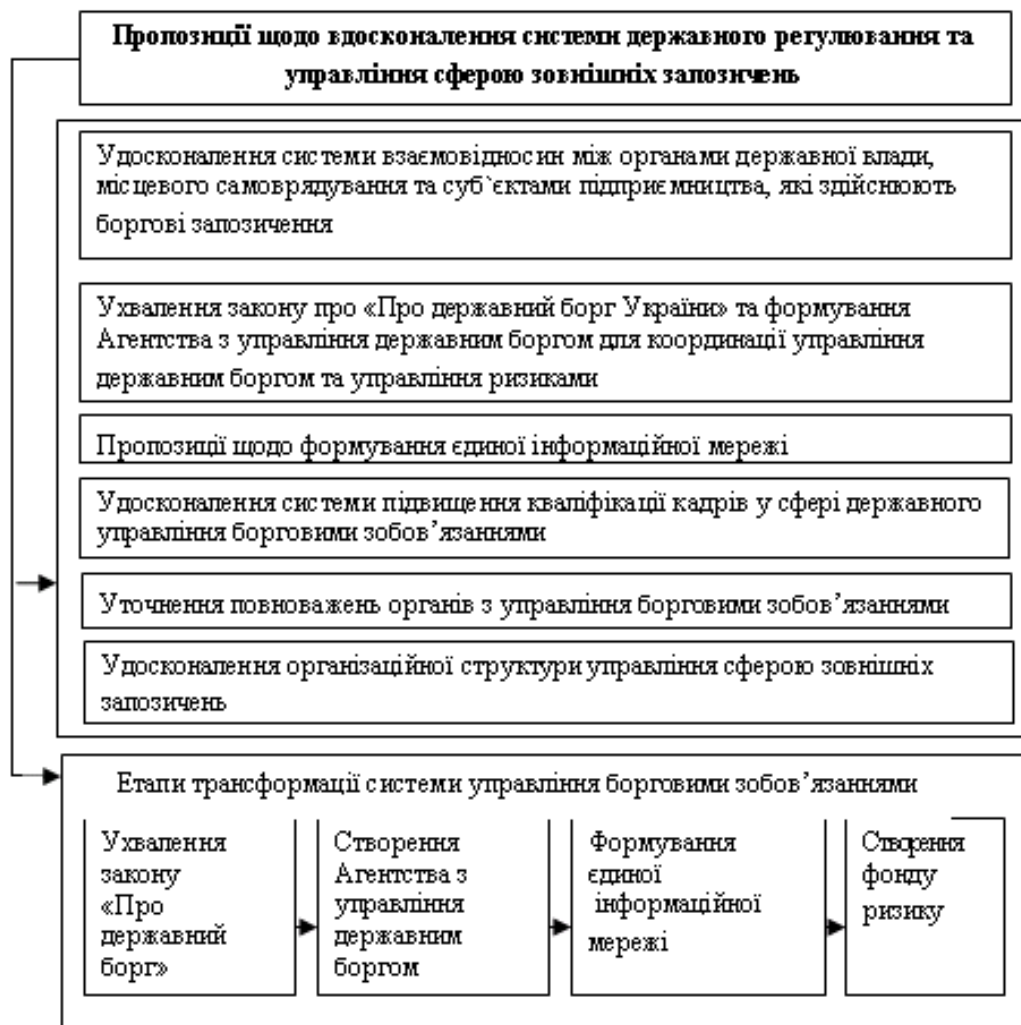 Пропозиції щодо вдосконалення системи державного регулювання та
управління сферою зовнішніх запозичень
Удосконалення системи взаємовідносин між органами державної влади,
місцевого самоврядування та суб`єктами підприємництва, які здійснюють
боргові запозичення
Ухвалення закону про «Про державний борг України» та формування
Агентства з управління державним боргом для координації управління
державним боргом та управління ризиками
Пропозиції щодо формування єдиної інформаційної мережі
Удосконалення системи підвищення кваліфікації кадрів у сфері державного
управління борговими зобов’язаннями
Уточнення повноважень органів з управління борговими зобов’язаннями
Удосконалення організаційної структури управління сферою зовнішніх
запозичень
Етапи трансформації системи управління борговими зобов’язаннями
Ухвалення
закону
«Про
державний
борг»
Створення
Агентства з
управління
державним
боргом
Формування
єдиної
інформаційної
мережі
Створення
фонду
ризику